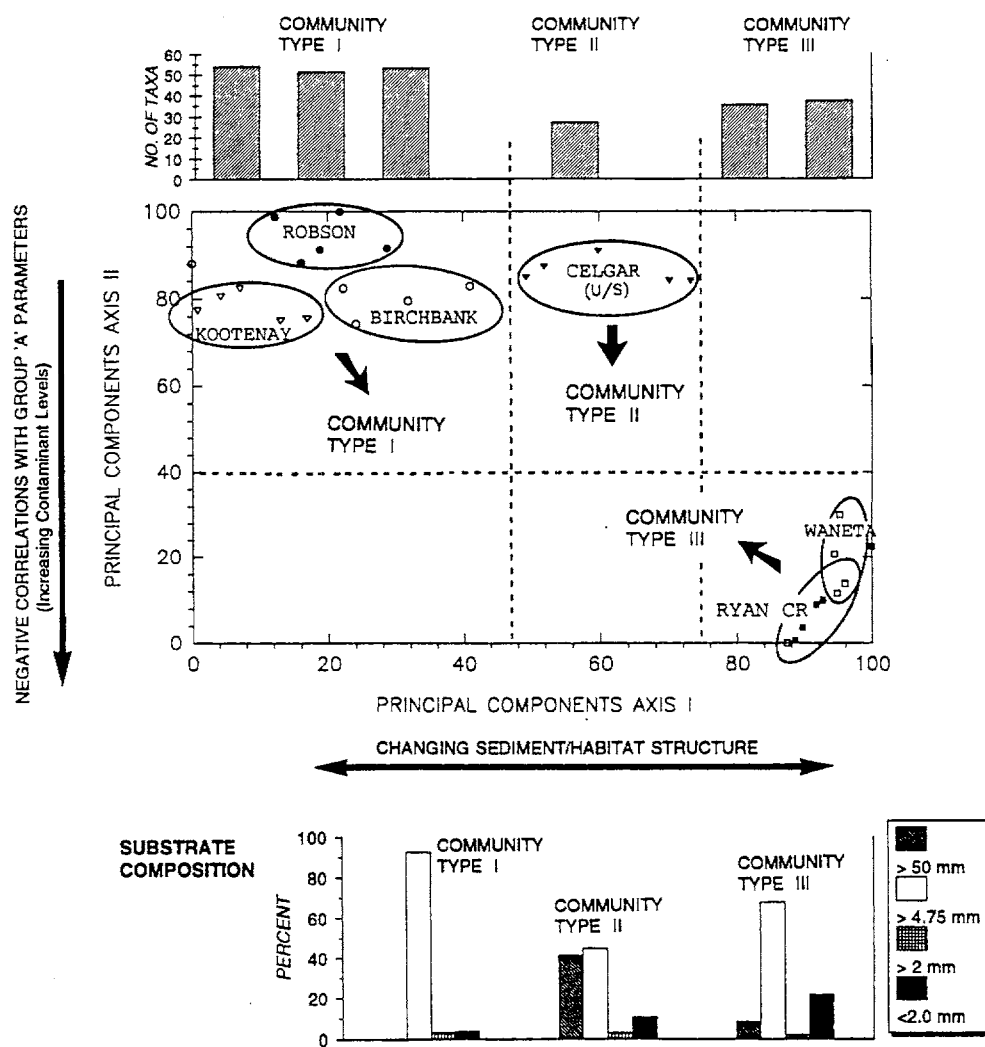 COMMUNITY
TYPE I
COMMUNITY
TYPE II
COMMUNITY
TYPE III
NO. OF TAXA
60
50
40
30
20
10
0
NEGATIVE CORRELATIONS WITH GROUP 'A' PARAMETERS
(Increasing Contaminant Levels)
PRINCIPAL COMPONENTS AXIS II
100
80
60
40
20
0
ROBSON
KOOTENAY
BIRCHBANK
CELGAR
(U/S)
COMMUNITY
TYPE I
COMMUNITY
TYPE II
COMMUNITY
TYPE III
WANETA
RYAN CR
0 20 40 60 80 100
PRINCIPAL COMPONENTS AXIS I
CHANGING SEDIMENT/HABITAT STRUCTURE
SUBSTRATE
COMPOSITION
PERCENT
100
80
60
40
20
0
COMMUNITY
TYPE I
COMMUNITY
TYPE II
COMMUNITY
TYPE III
> 50 mm
> 4.75 mm
> 2 mm
<2.0 mm